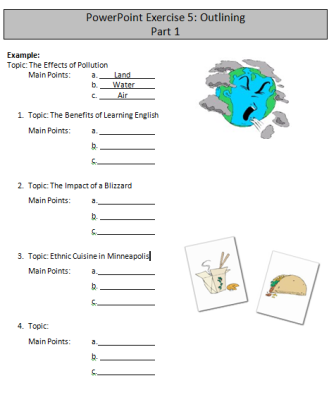 PowerPoint Exercise 5: Outlining
Part 1
Example:
Topic: The Effects of Pollution
Main Points: a. Land
b. Water
c. Air
1. Topic: The Benefits of Learning English
Main Points: a.
b.
c.
2. Topic: The Impact of a Blizzard
Main Points: a.
b.
c.
3. Topic: Ethnic Cuisine in Minneapolis
Main Points: a.
b.
c.
4. Topic:
Main Points: a.
b.
c.